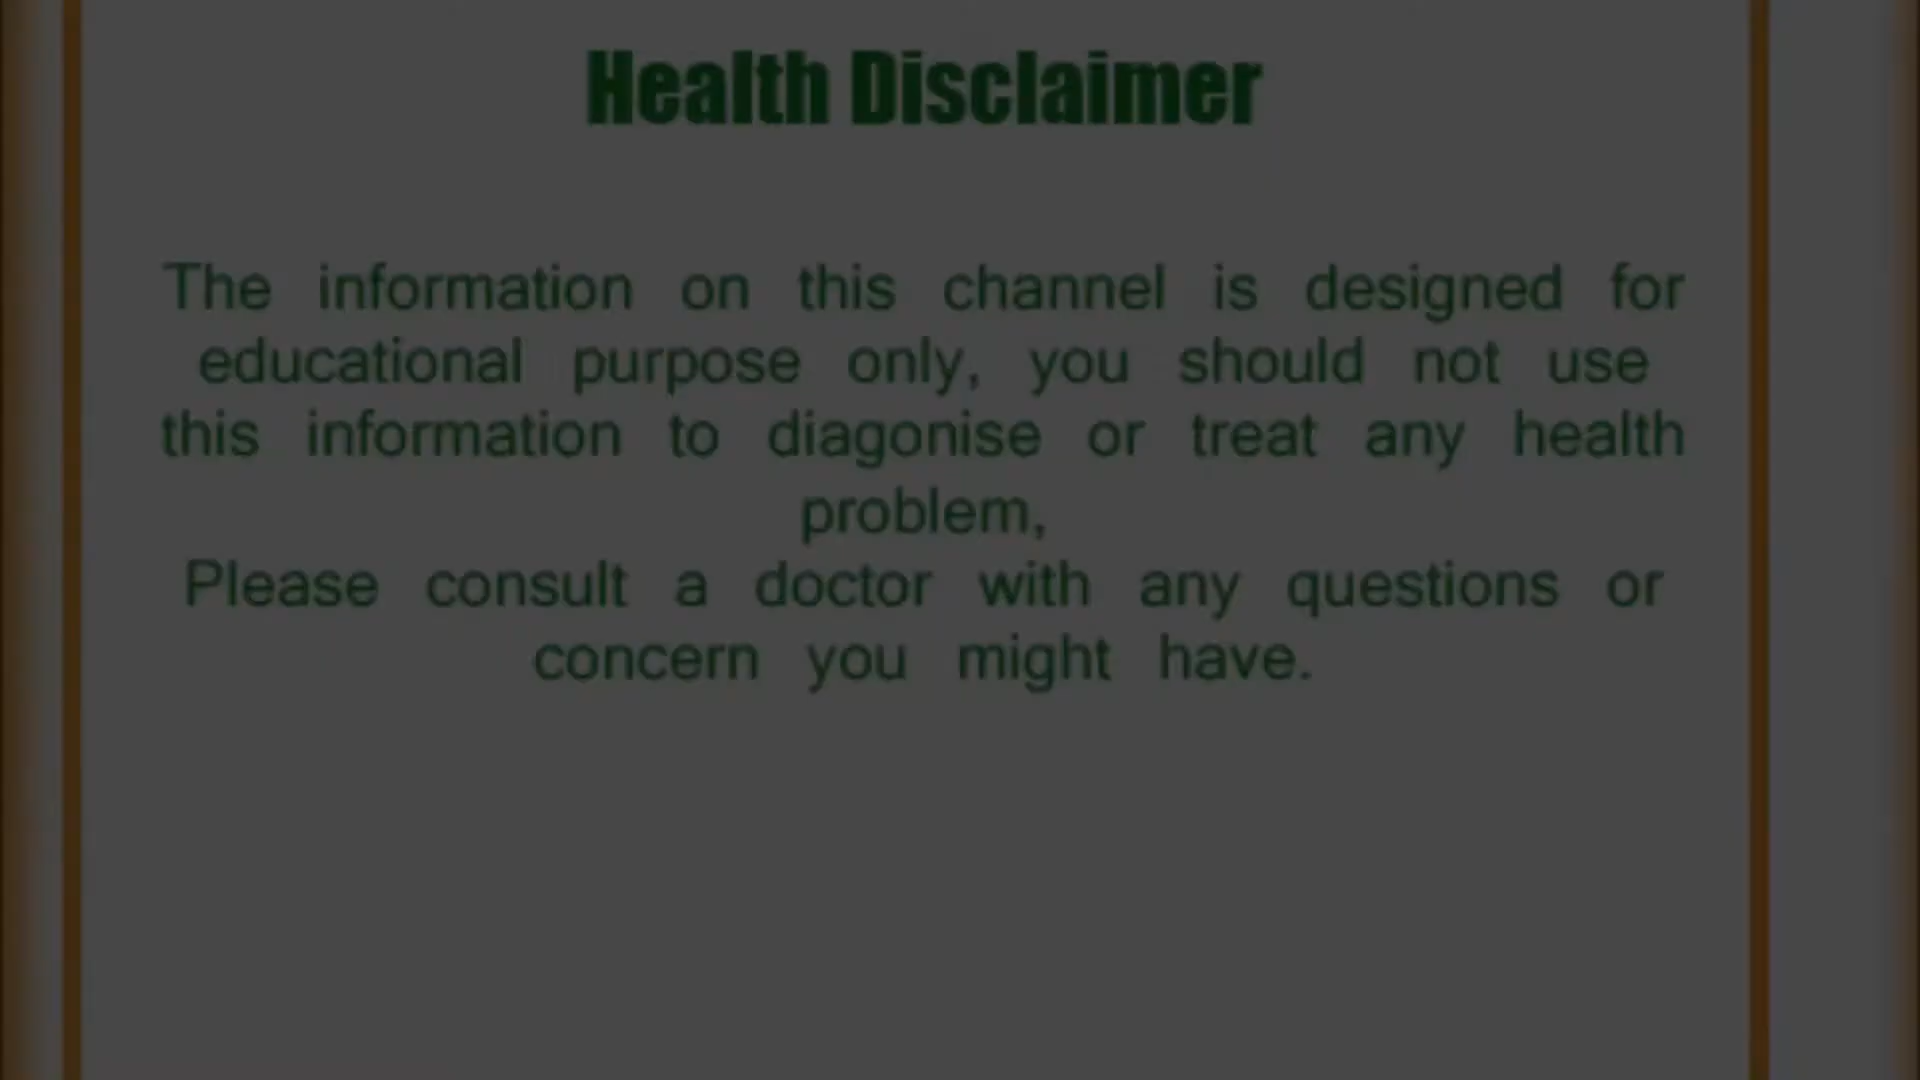 Health Disclaimer
The information on this channel is designed for
educational purpose only, you should not use
this information to diagonise or treat any health
problem,
Please consult a doctor with any questions or
concern you might have.